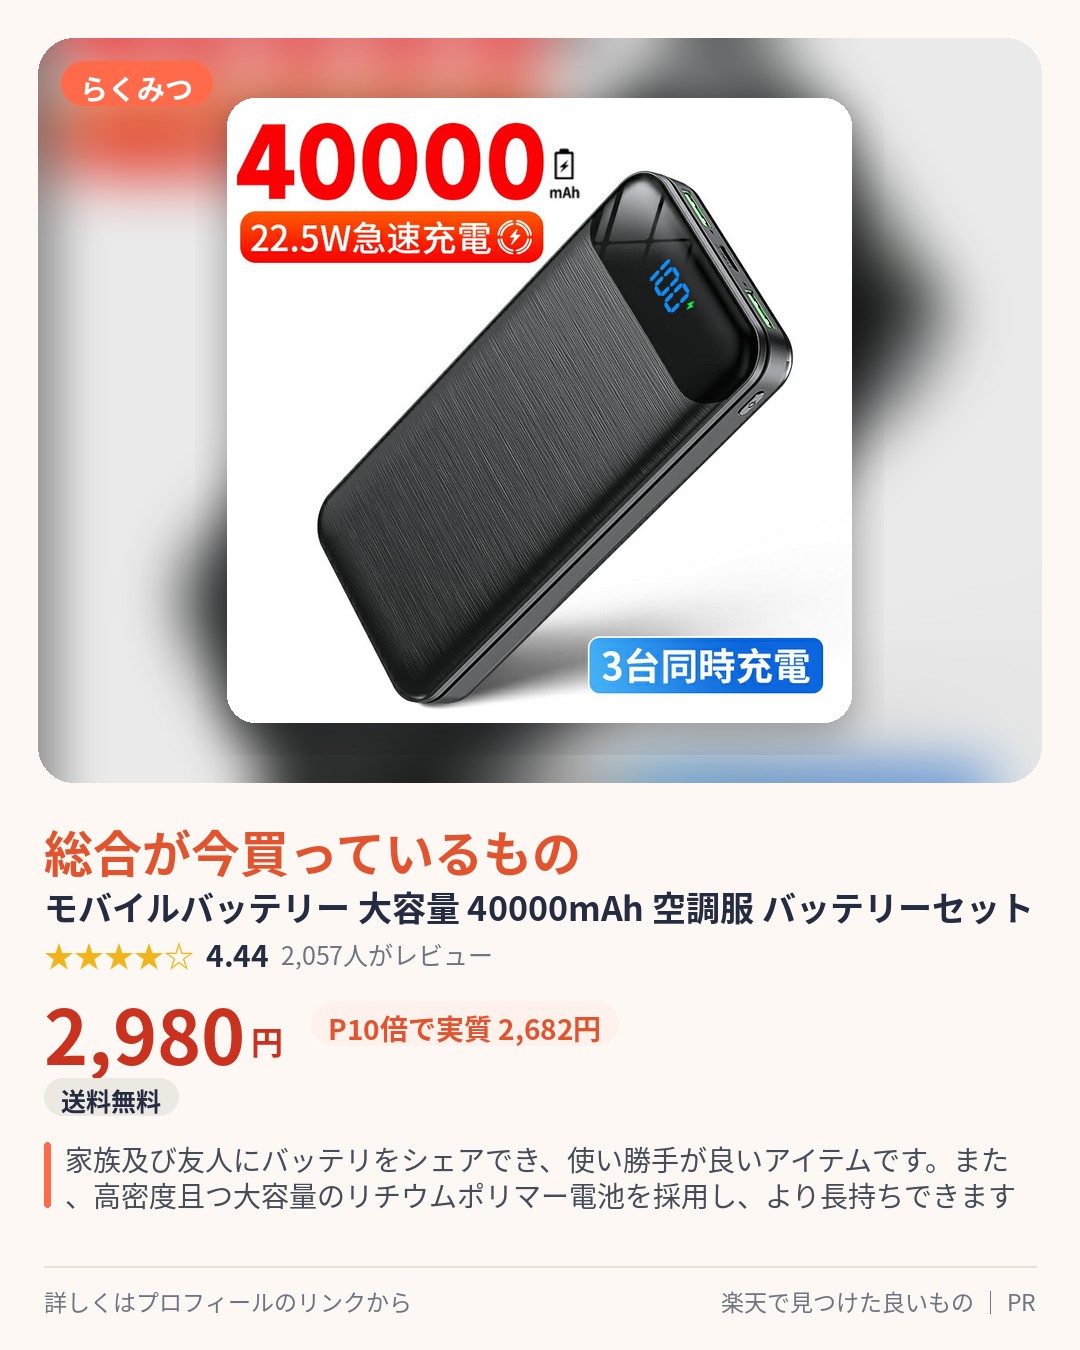 らくみつ
40000
mAh
22.5W急速充電
100
3台同時充電
総合が今買っているもの
モバイルバッテリー 大容量 40000mAh 空調服 バッテリーセット
★★★★☆ 4.44 2,057人がレビュー
2,980円 P10倍で実質 2,682円
送料無料
家族及び友人にバッテリをシェアでき、使い勝手が良いアイテムです。また
、高密度且つ大容量のリチウムポリマー電池を採用し、より長持ちできます
詳しくはプロフィールのリンクから
楽天で見つけた良いもの｜PR